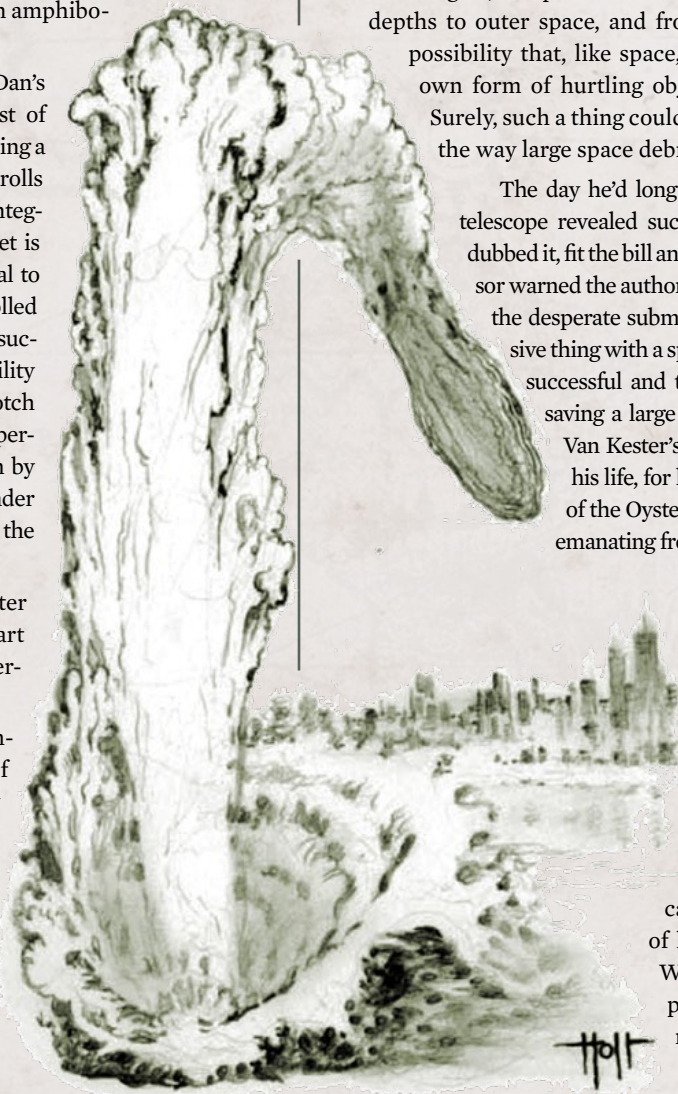 n amphibo-
Dan's
st of
ing a
rolls
nteg-
et is
al to
olled
suc-
ility
otch
per-
n by
nder
the
ter
art
er-
n-
f
depths to outer space, and fro
possibility that, like space,
own form of hurtling obj
Surely, such a thing could
the way large space debr
The day he'd long
telescope revealed suc
dubbed it, fit the bill an
sor warned the author
the desperate subm
sive thing with a sp
successful and t
saving a large
Van Kester's
his life, for l
of the Oyste
emanating fro
ca
of l
W
p
HOLT